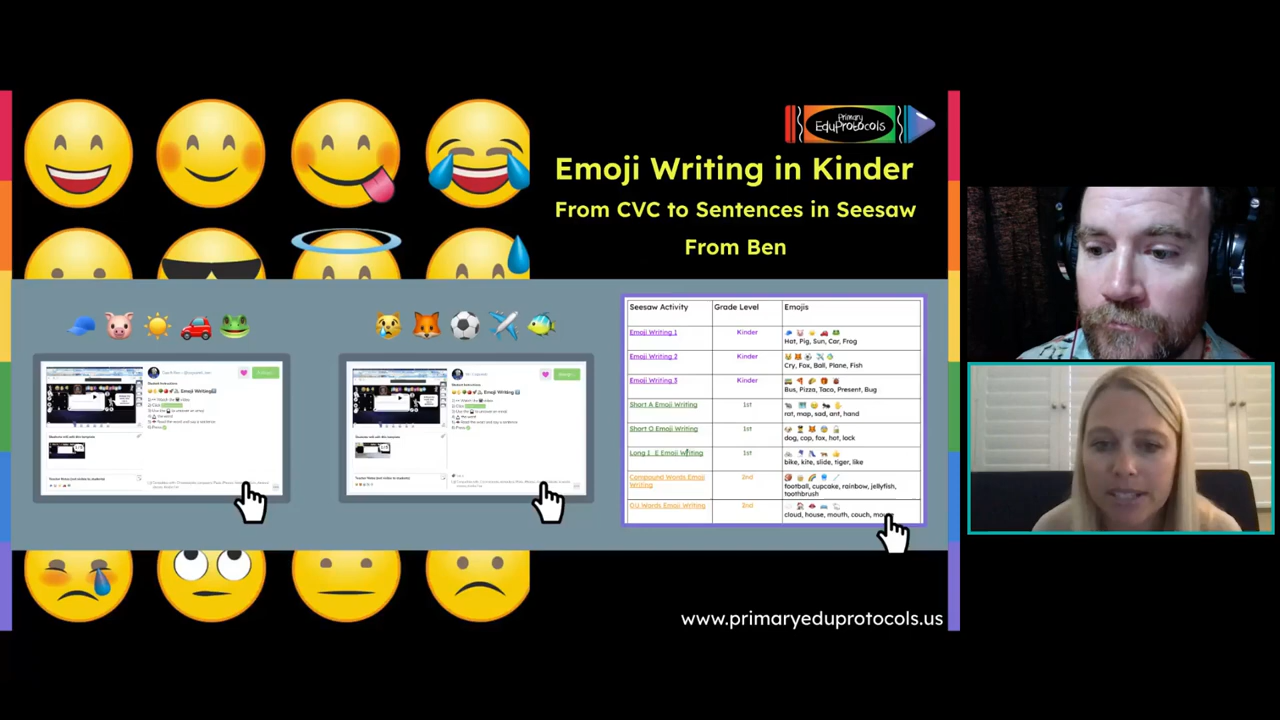 Primary
EduProtocols
Emoji Writing in Kinder
From CVC to Sentences in Seesaw
From Ben
Seesaw Activity Grade Level Emojis
Emoji Writing 1 Kinder
Hat, Pig, Sun, Car, Frog
Emoji Writing 2 Kinder
Cry, Fox, Ball, Plane, Fish
Emoji Writing 3 Kinder
Bus, Pizza, Taco, Present, Bug
Short A Emoji Writing 1st
rat, map, sad, ant, hand
Short O Emoji Writing 1st
dog, cop, fox, hot, lock
Long I_E Emoji Writing 1st
bike, kite, slide, tiger, like
Compound Words Emoji
Writing 2nd
football, cupcake, rainbow, jellyfish,
toothbrush
Words Emoji Writing 2nd
cloud, house, mouth, couch,
Emoji Writing
Emoji Writing
www.primaryeduprotocols.us